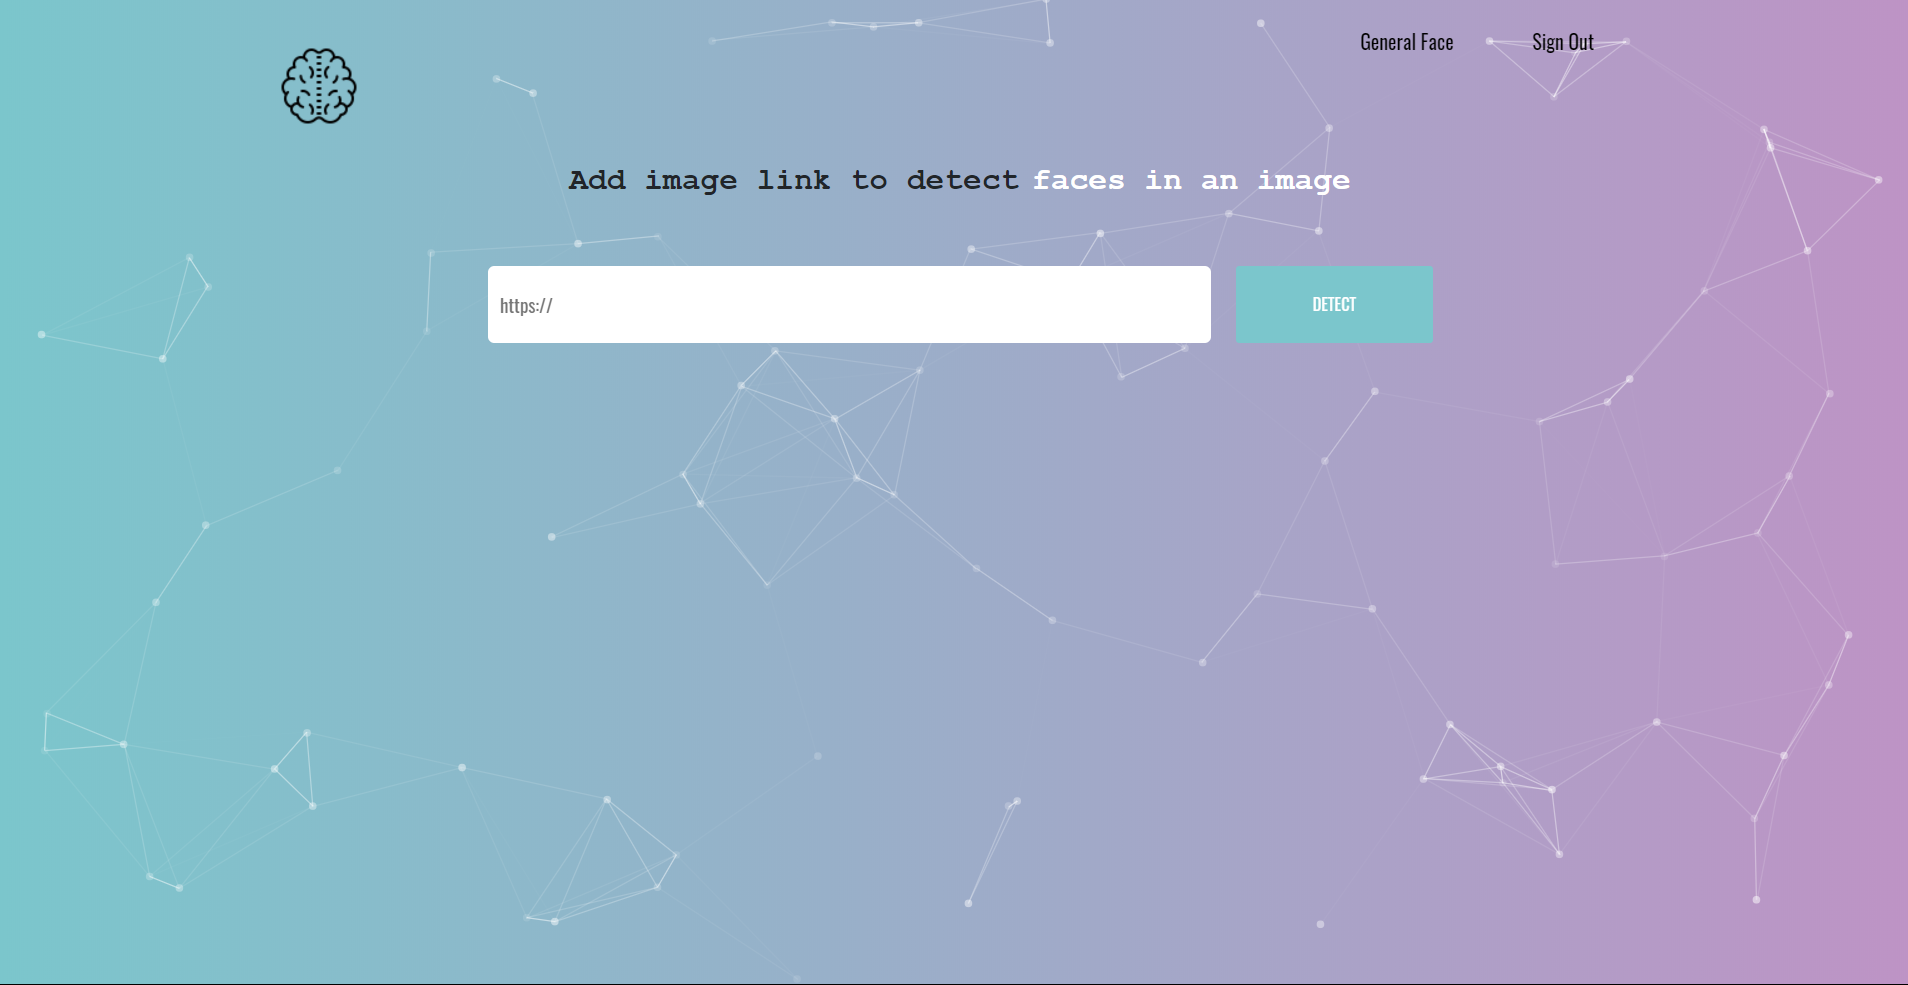 General Face Sign Out
Add image link to detect faces in an image
https://
DETECT